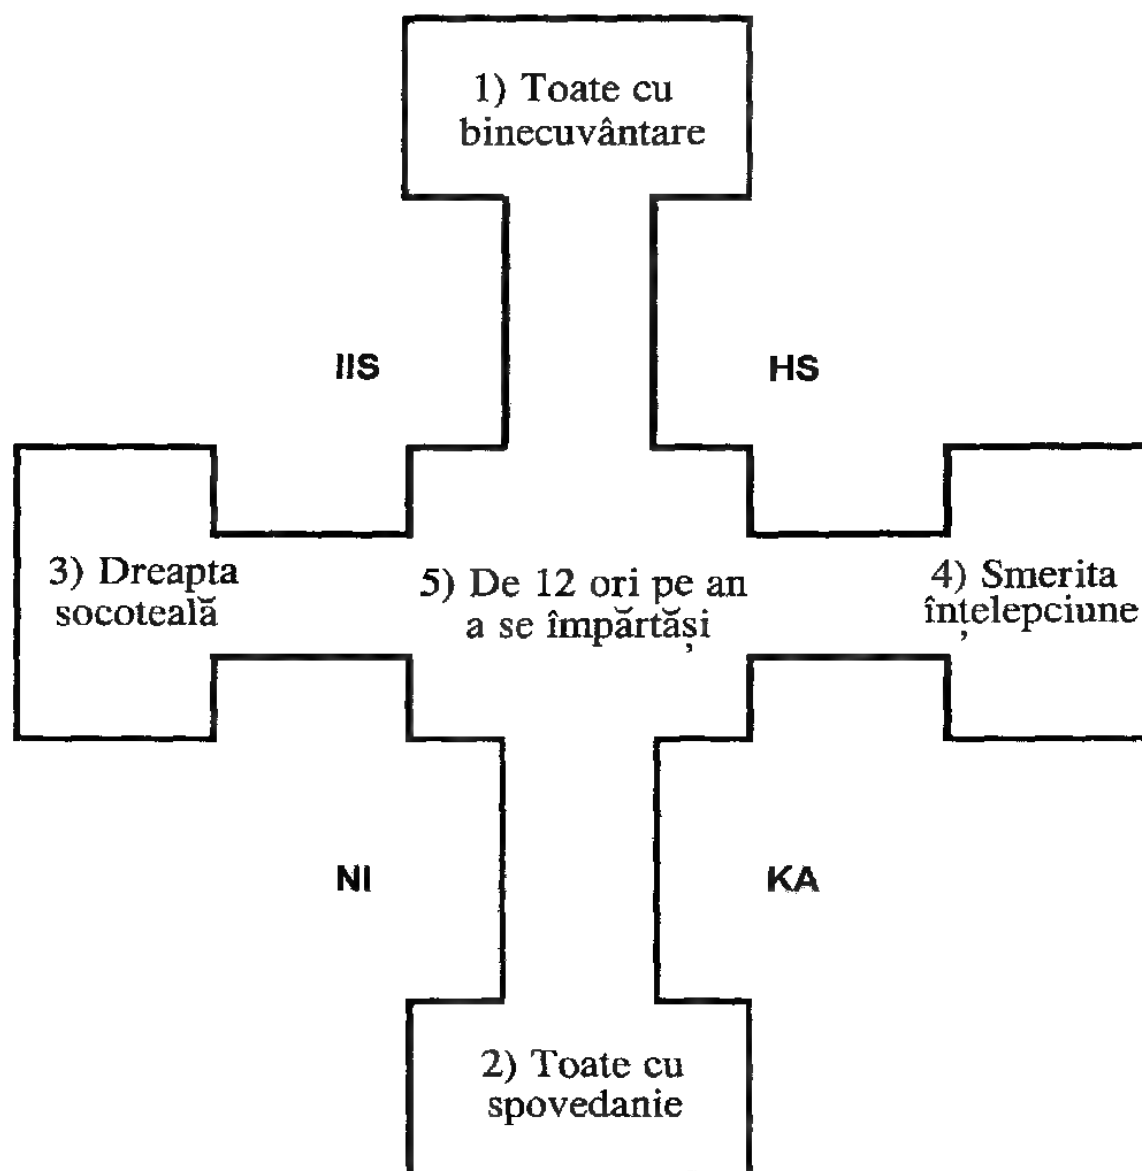 1) Toate cu
binecuvântare
IIS
HS
3) Dreapta
socoteală
5) De 12 ori pe an
a se împărtăși
4) Smerita
înțelepciune
NI
KA
2) Toate cu
spovedanie